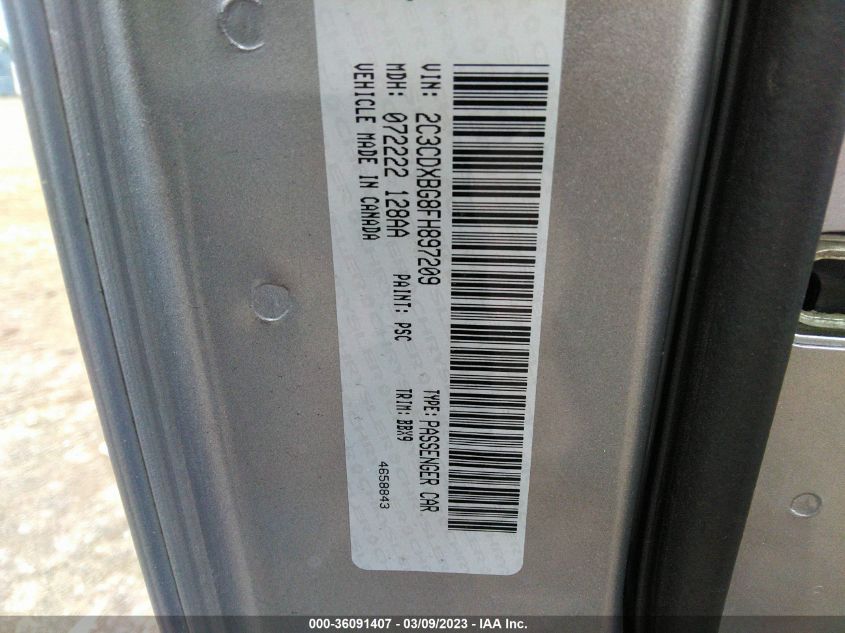 VIN: 2C3CDXBG8FH897209 TYPE: PASSENGER CAR
MDH: 072222 128AA PAINT: PSC TRIM: BBX9
VEHICLE MADE IN CANADA 4658843
000-36091407 - 03/09/2023 - IAA Inc.